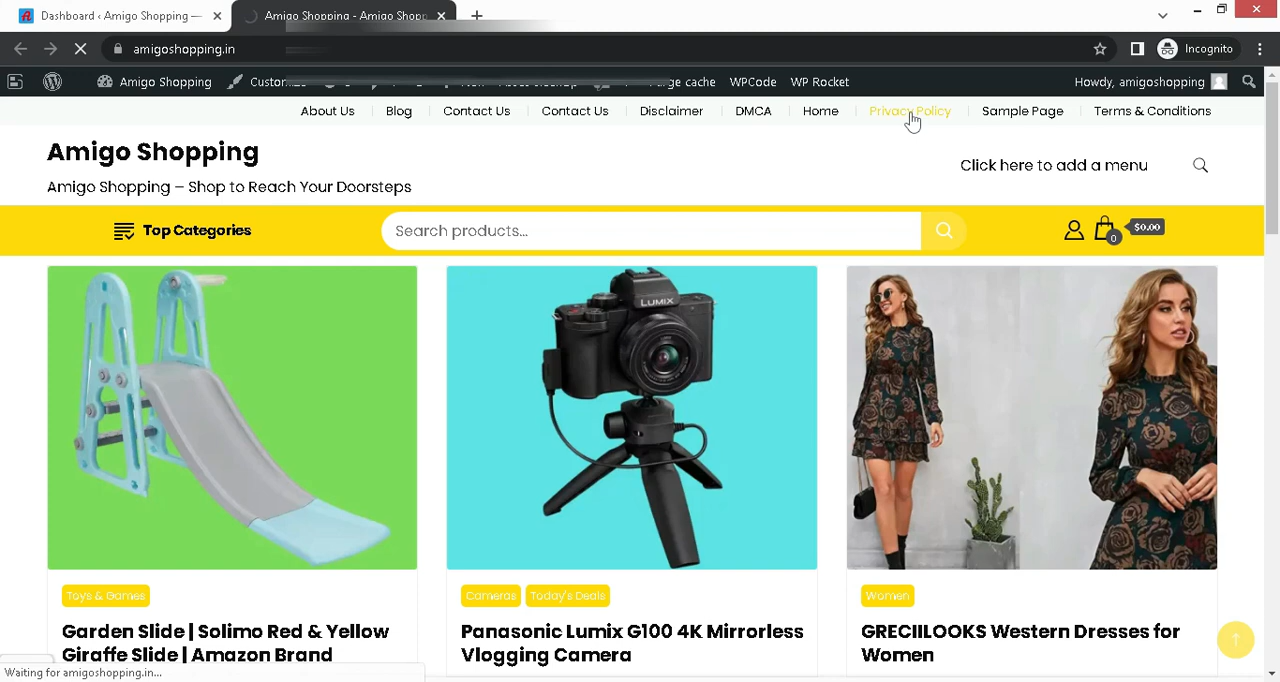 Dashboard ‹ Amigo Shopping —
Amigo Shopping - Amigo Shopp
amigoshopping.in
Incognito
Amigo Shopping
WPCode
WP Rocket
Howdy, amigoshopping
About Us
Blog
Contact Us
Contact Us
Disclaimer
DMCA
Home
Privacy Policy
Sample Page
Terms & Conditions
Amigo Shopping
Click here to add a menu
Amigo Shopping – Shop to Reach Your Doorsteps
Top Categories
Search products...
0
$0.00
LUMIX
Toys & Games
Cameras
Today's Deals
Women
Garden Slide | Solimo Red & Yellow
Giraffe Slide | Amazon Brand
Panasonic Lumix G100 4K Mirrorless
Vlogging Camera
GRECIILOOKS Western Dresses for
Women
Waiting for amigoshopping.in...